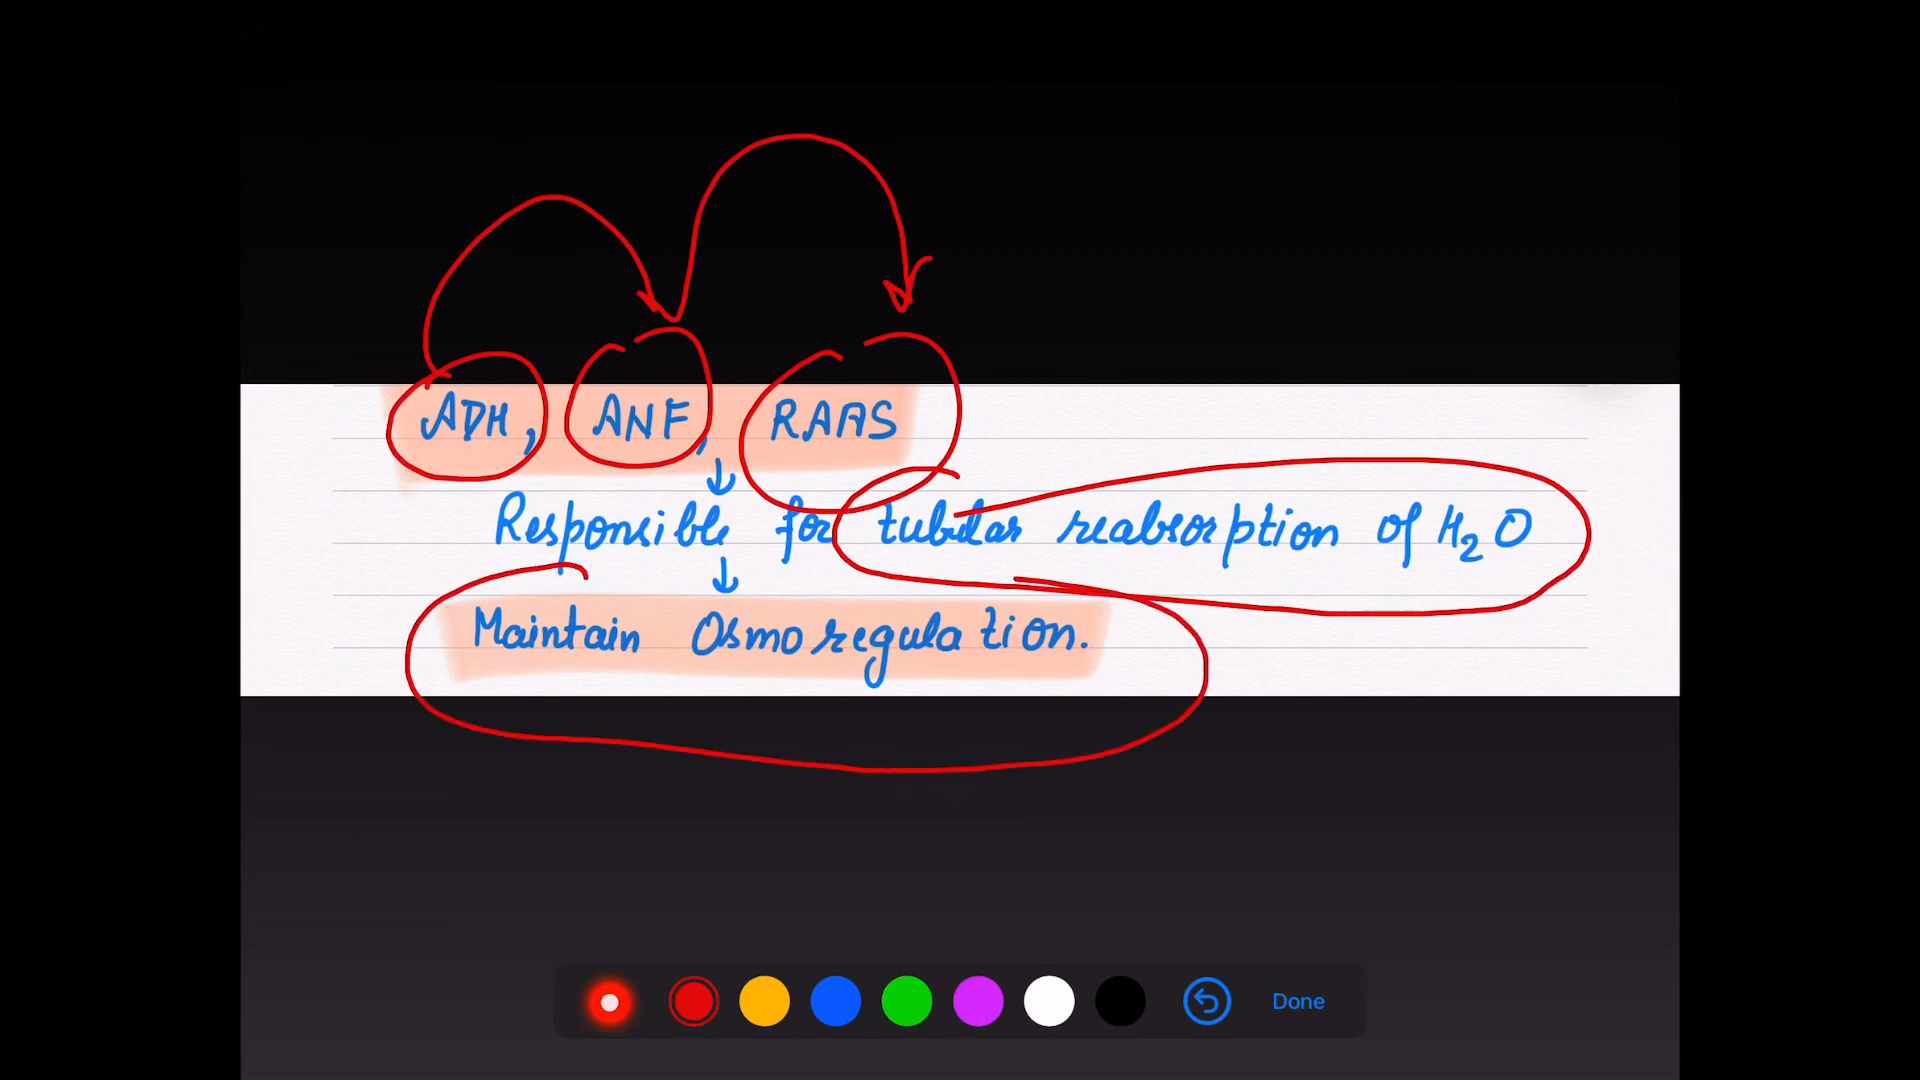 ADH, ANF, RAAS
↓
Responsible for tubular reabsorption of H₂O
↓
Maintain Osmoregulation.
Done